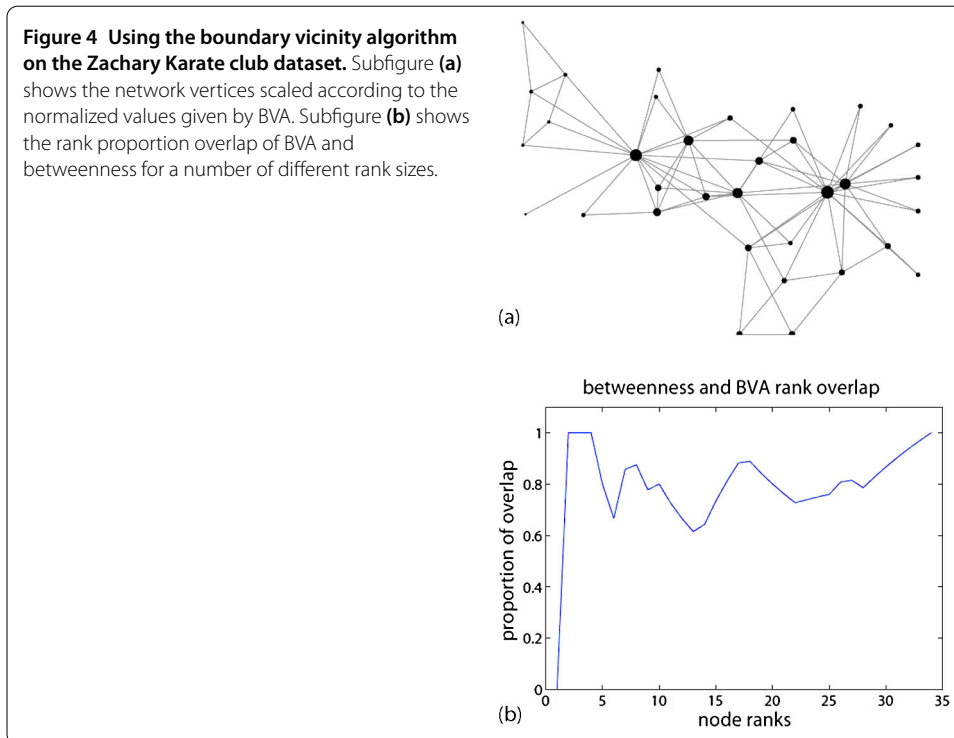 Figure 4 Using the boundary vicinity algorithm
on the Zachary Karate club dataset. Subfigure (a)
shows the network vertices scaled according to the
normalized values given by BVA. Subfigure (b) shows
the rank proportion overlap of BVA and
betweenness for a number of different rank sizes.
(a)
betweenness and BVA rank overlap
1
0.8
0.6
0.4
0.2
0
proportion of overlap
0 5 10 15 20 25 30 35
node ranks
(b)